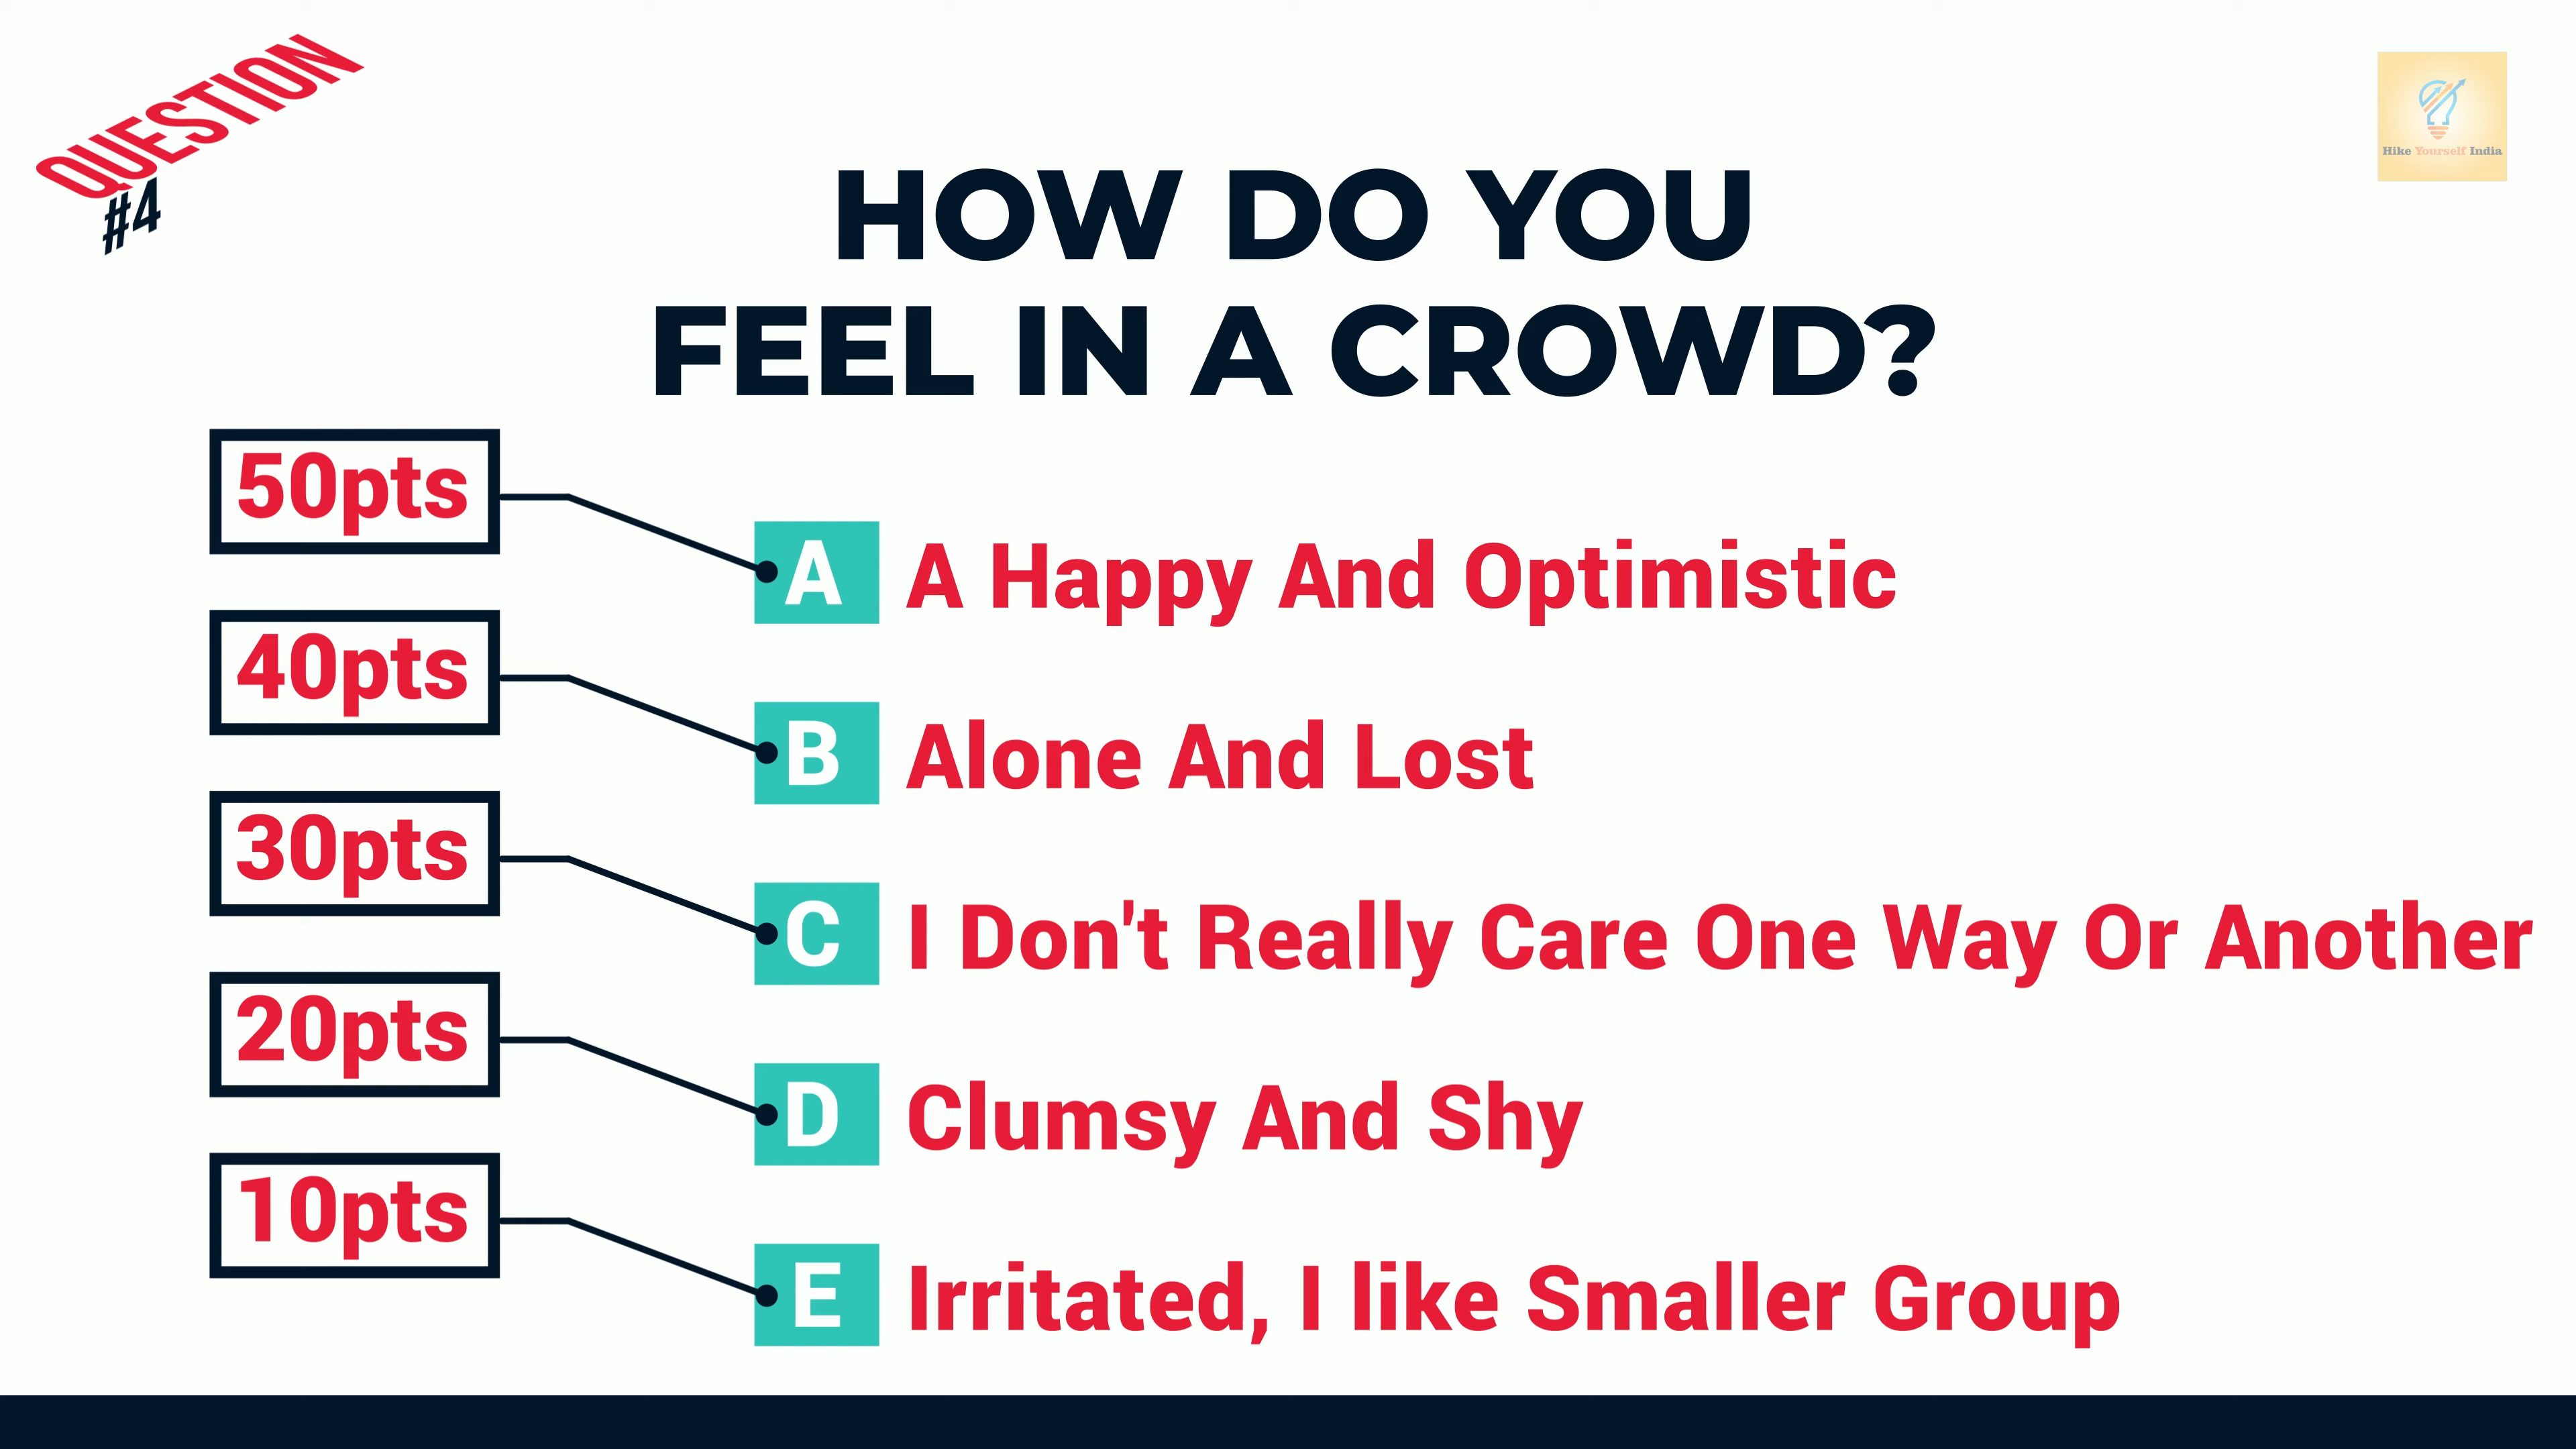 QUESTION
#4
Hike Yourself India
HOW DO YOU
FEEL IN A CROWD?
50pts
A A Happy And Optimistic
40pts
B Alone And Lost
30pts
C I Don't Really Care One Way Or Another
20pts
D Clumsy And Shy
10pts
E Irritated, I like Smaller Group